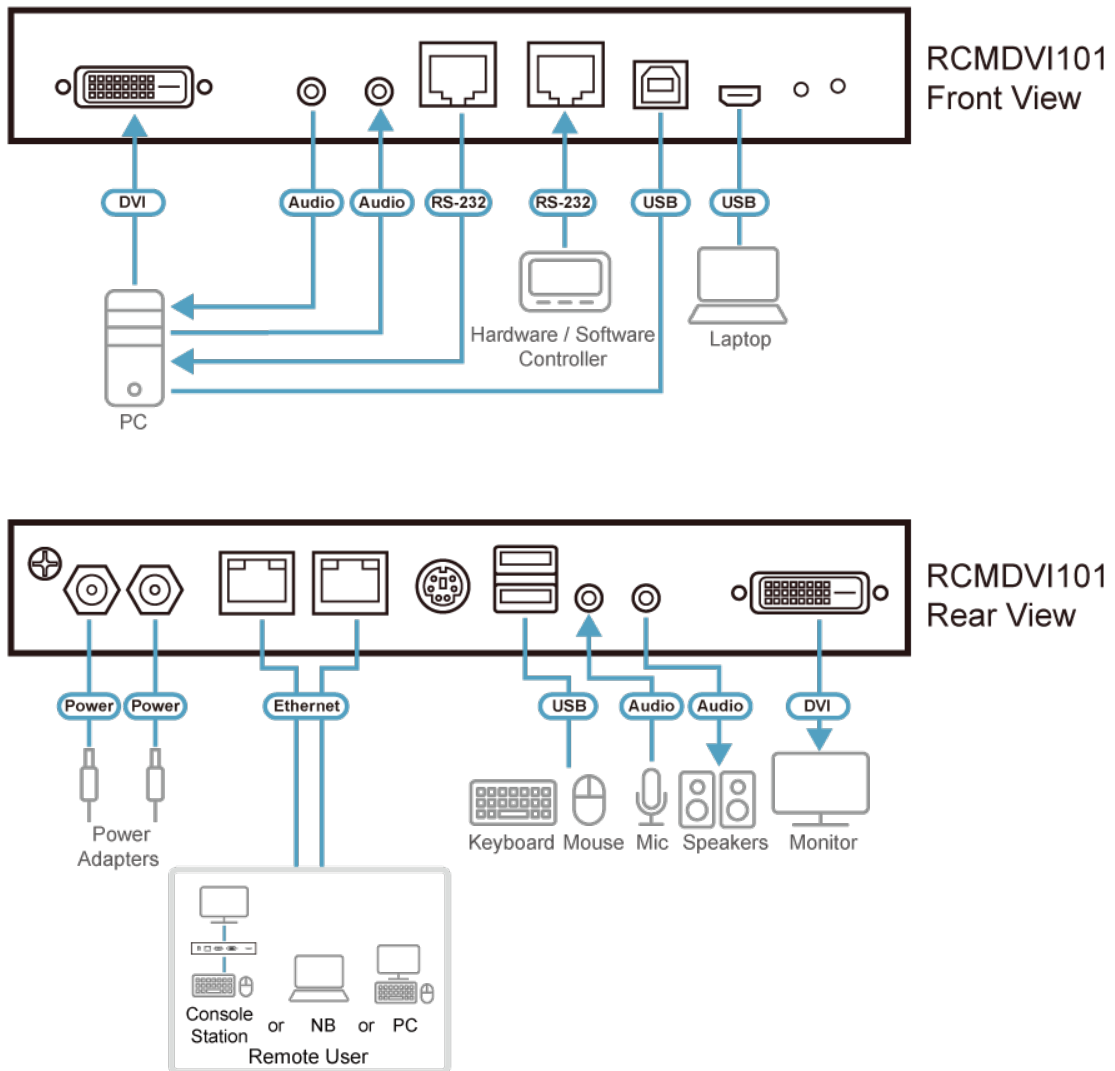 RCMDVI101
Front View
DVI
Audio
Audio
RS-232
RS-232
USB
USB
Hardware / Software
Controller
Laptop
PC
RCMDVI101
Rear View
Power
Power
Ethernet
USB
Audio
Audio
DVI
Power
Adapters
Keyboard
Mouse
Mic
Speakers
Monitor
Console
Station
or
NB
or
PC
Remote User